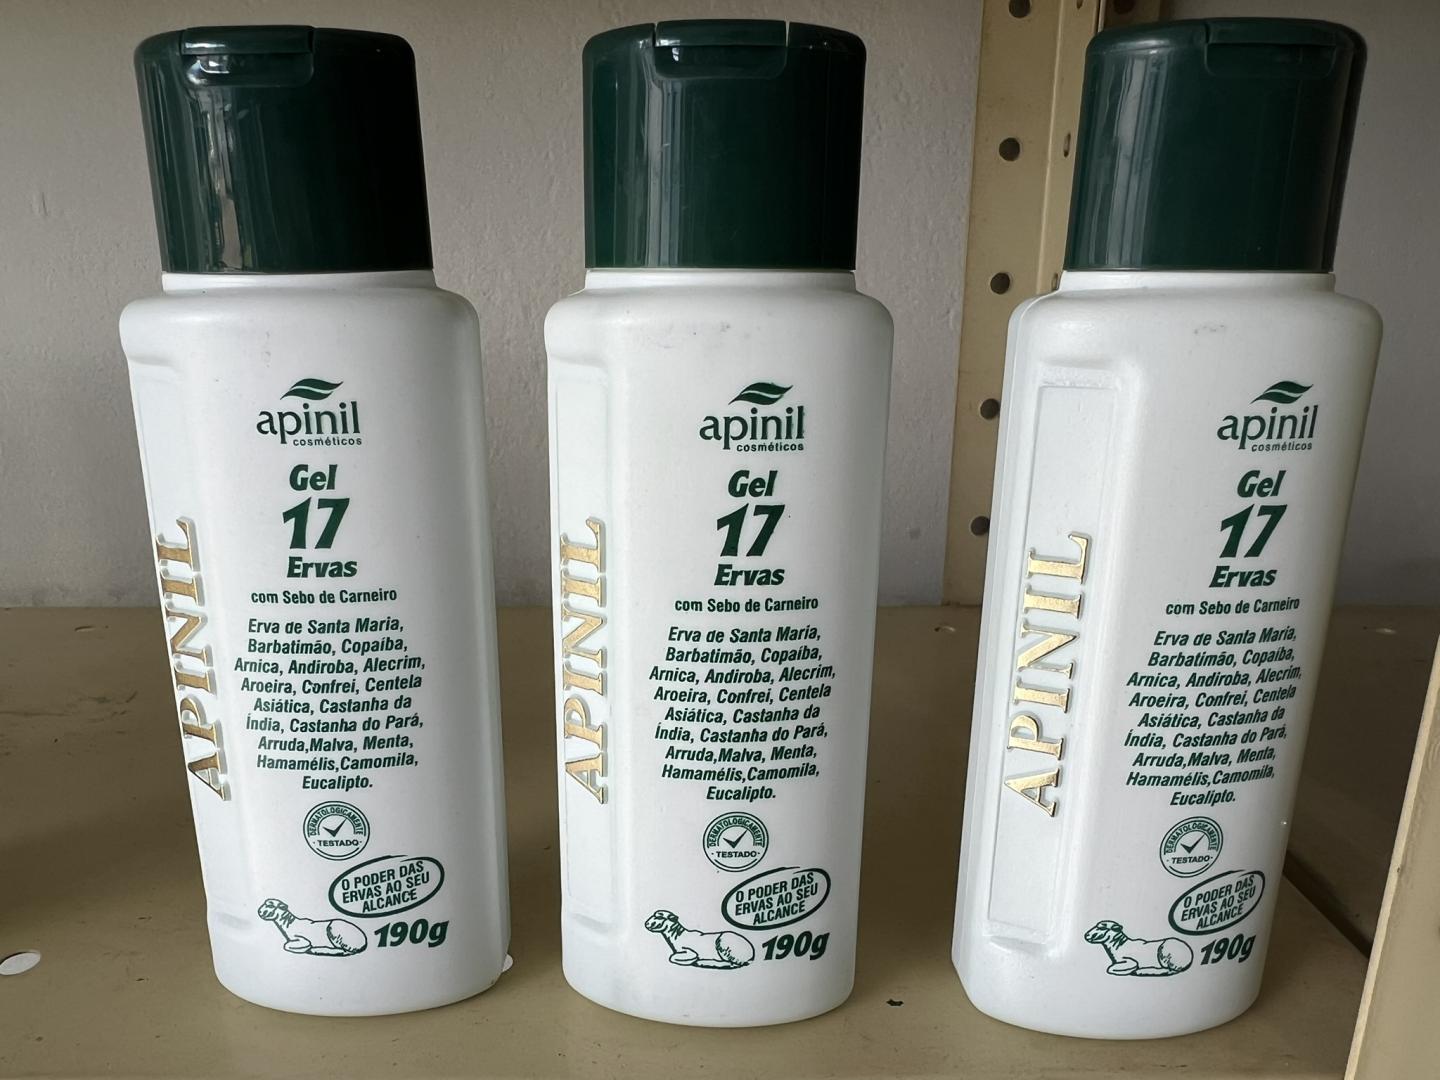 apinil
cosméticos
Gel
17
Ervas
com Sebo de Carneiro
Erva de Santa Maria,
Barbatimão, Copaíba,
Arnica, Andiroba, Alecrim,
Aroeira, Confrei, Centela
Asiática, Castanha da
Índia, Castanha do Pará,
Arruda,Malva, Menta,
Hamamélis,Camomila,
Eucalipto.
DERMATOLOGICAMENTE
TESTADO
O PODER DAS
ERVAS AO SEU
ALCANCE
190g
APINIL
apinil
cosméticos
Gel
17
Ervas
com Sebo de Carneiro
Erva de Santa Maria,
Barbatimão, Copaíba,
Arnica, Andiroba, Alecrim,
Aroeira, Confrei, Centela
Asiática, Castanha da
Índia, Castanha do Pará,
Arruda,Malva, Menta,
Hamamélis,Camomila,
Eucalipto.
DERMATOLOGICAMENTE
TESTADO
O PODER DAS
ERVAS AO SEU
ALCANCE
190g
APINIL
apinil
cosméticos
Gel
17
Ervas
com Sebo de Carneiro
Erva de Santa Maria,
Barbatimão, Copaíba,
Arnica, Andiroba, Alecrim,
Aroeira, Confrei, Centela
Asiática, Castanha da
Índia, Castanha do Pará,
Arruda,Malva, Menta,
Hamamélis,Camomila,
Eucalipto.
DERMATOLOGICAMENTE
TESTADO
O PODER DAS
ERVAS AO SEU
ALCANCE
190g
APINIL